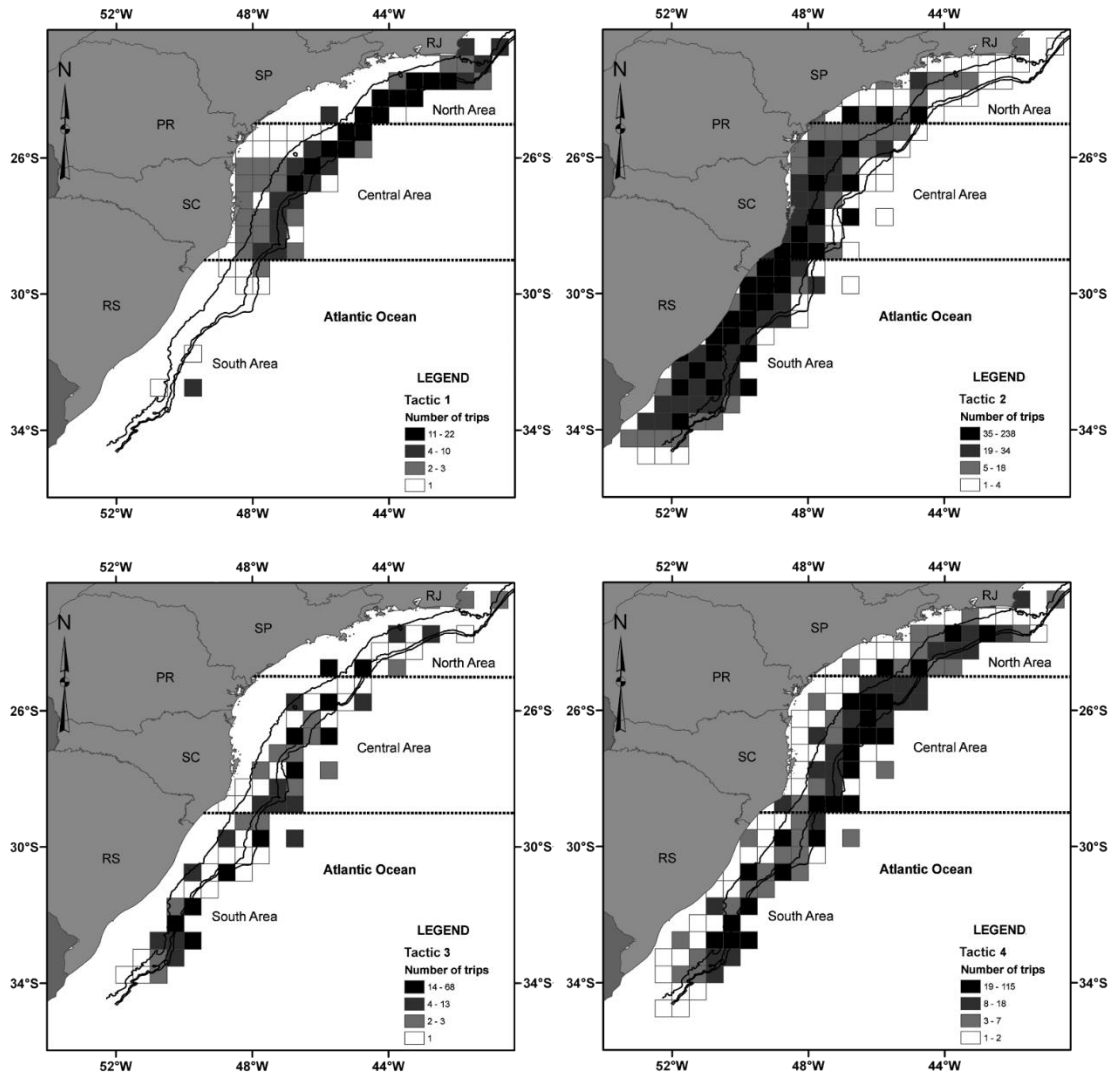 52°W 48°W 44°W
N
RJ
SP
North Area
PR
26°S
SC
Central Area
30°S
RS
Atlantic Ocean
South Area
LEGEND
Tactic 1
Number of trips
11 - 22
4 - 10
2 - 3
1
34°S
52°W 48°W 44°W
52°W 48°W 44°W
N
RJ
SP
North Area
PR
26°S
SC
Central Area
30°S
RS
Atlantic Ocean
South Area
LEGEND
Tactic 2
Number of trips
35 - 238
19 - 34
5 - 18
1 - 4
34°S
52°W 48°W 44°W
N
RJ
SP
North Area
PR
26°S
SC
Central Area
30°S
RS
Atlantic Ocean
South Area
LEGEND
Tactic 3
Number of trips
14 - 68
4 - 13
2 - 3
1
34°S
52°W 48°W 44°W
N
RJ
SP
North Area
PR
26°S
SC
Central Area
30°S
RS
Atlantic Ocean
South Area
LEGEND
Tactic 4
Number of trips
19 - 115
8 - 18
3 - 7
1 - 2
34°S
52°W 48°W 44°W